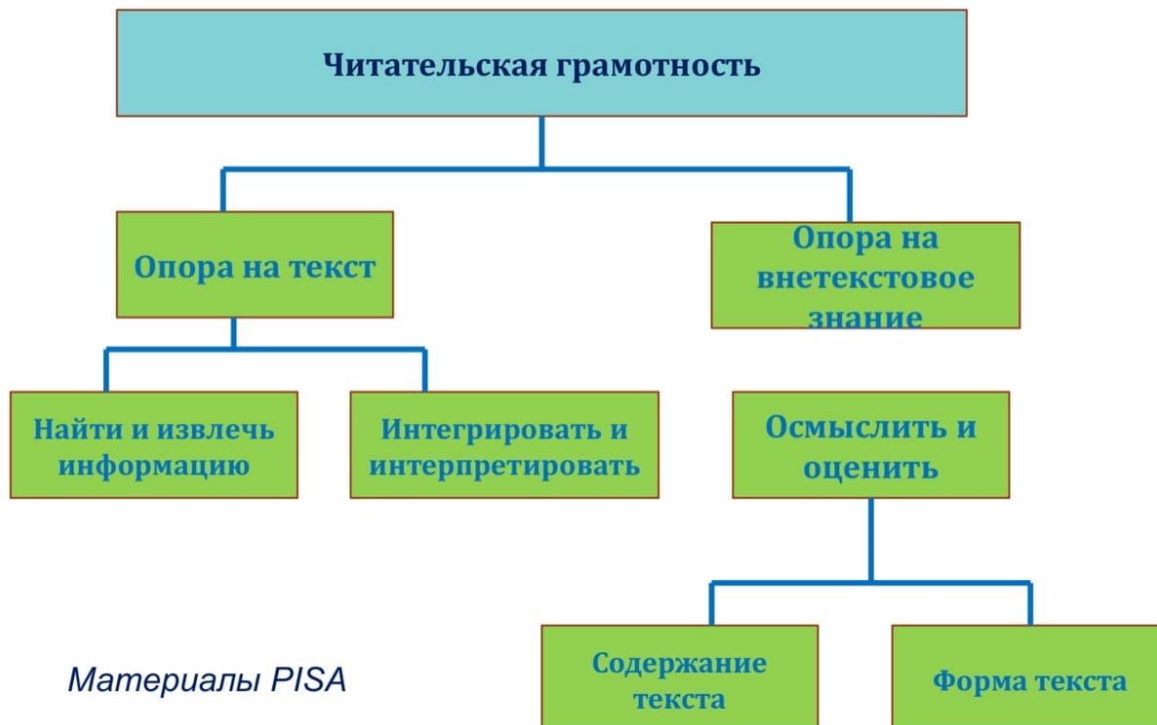 Читательская грамотность
Опора на текст
Опора на
внетекстовое
знание
Найти и извлечь
информацию
Интегрировать и
интерпретировать
Осмыслить и
оценить
Содержание
текста
Форма текста
Материалы PISA